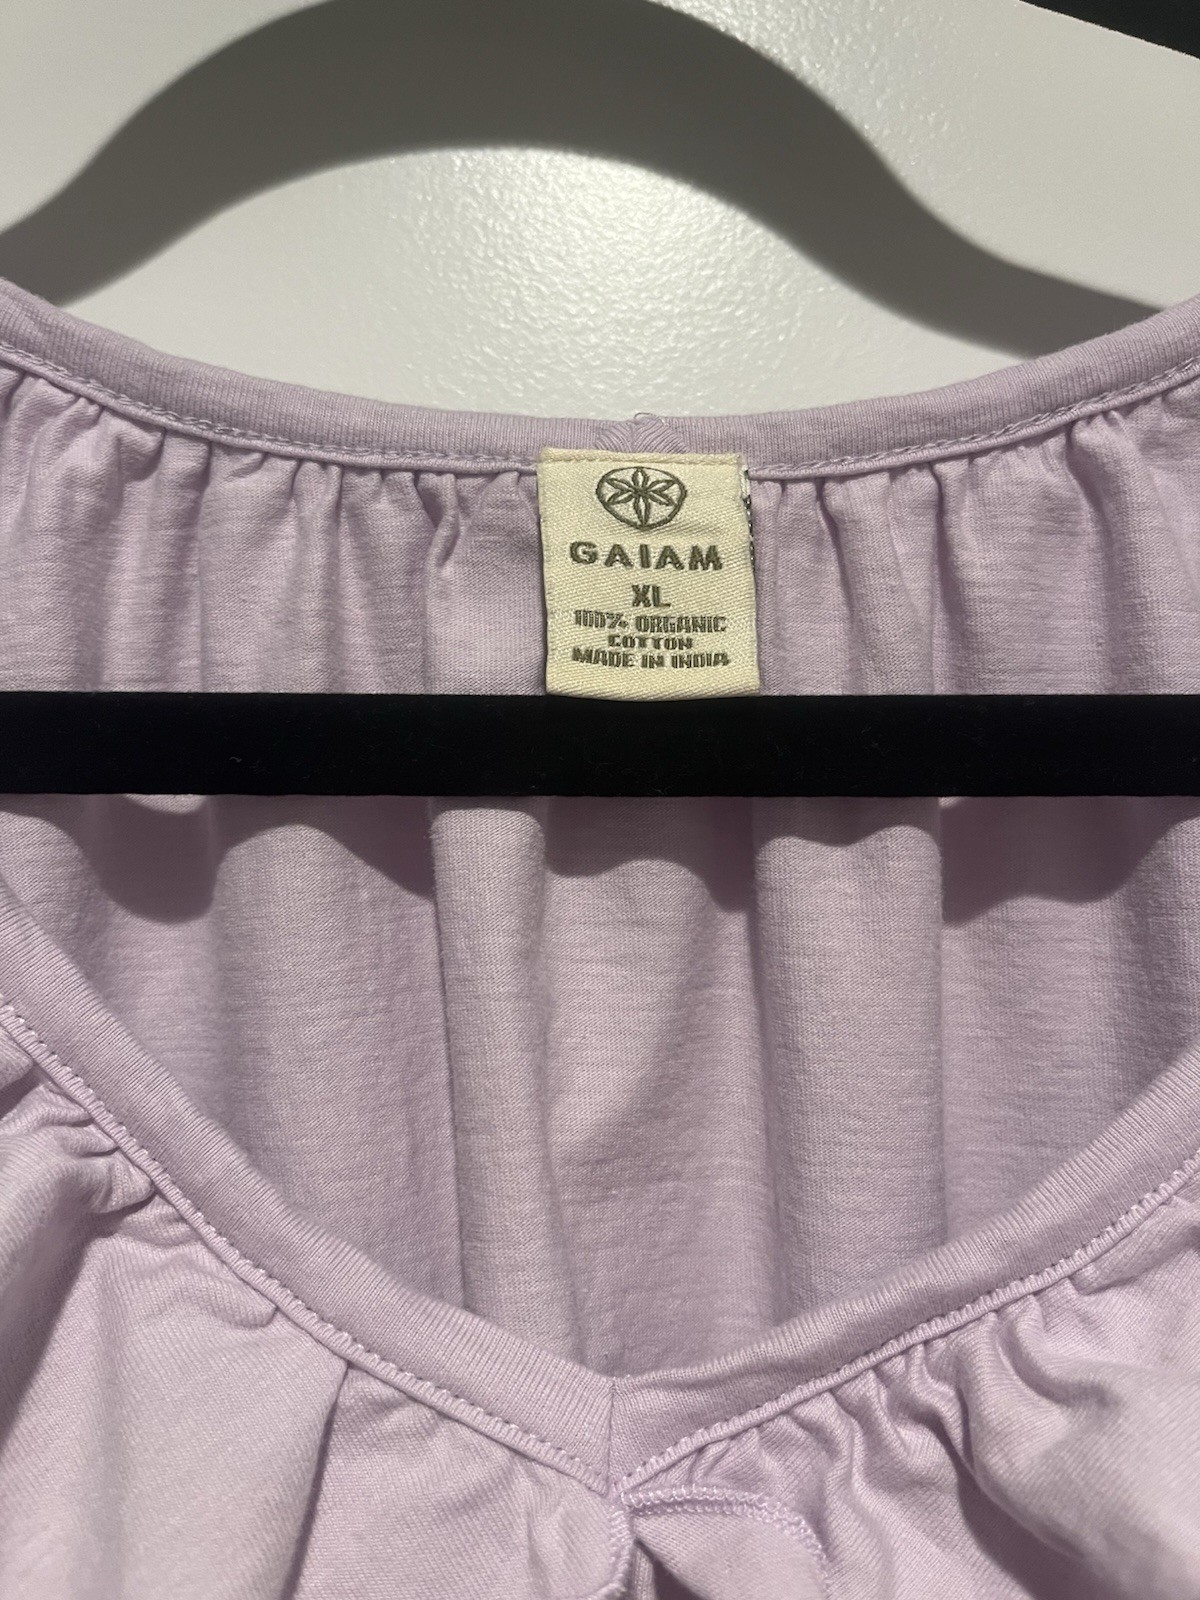 GAIAM
XL
100% ORGANIC
COTTON
MADE IN INDIA